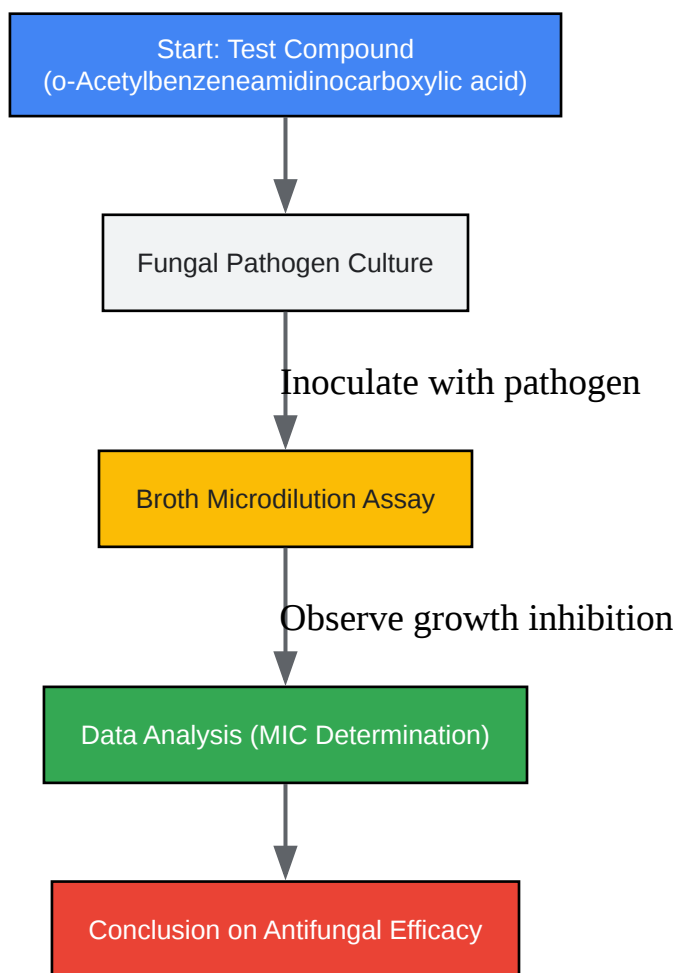 Start: Test Compound
(o-Acetylbenzeneamidinocarboxylic acid)
Fungal Pathogen Culture
Inoculate with pathogen
Broth Microdilution Assay
Observe growth inhibition
Data Analysis (MIC Determination)
Conclusion on Antifungal Efficacy